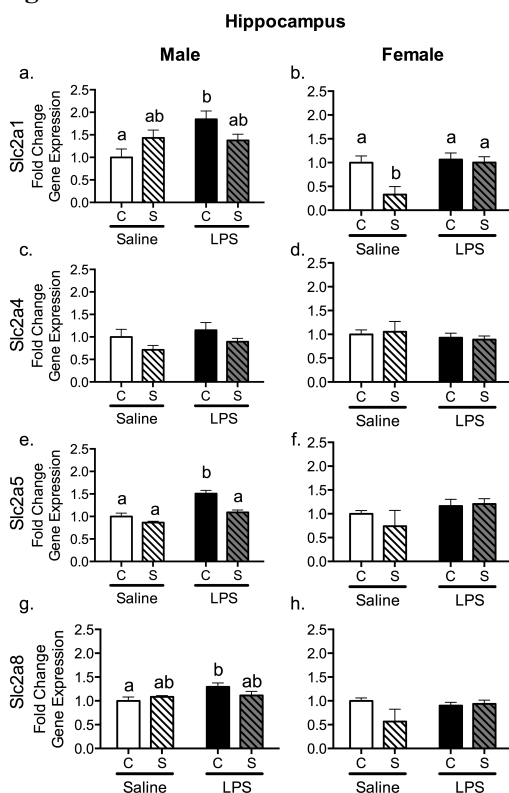 Hippocampus
Male
Female
a.
Slc2a1
Fold Change
Gene Expression
2.5
2.0
1.5
1.0
0.5
0.0
a
ab
b
ab
C S C S
Saline LPS
b.
2.5
2.0
1.5
1.0
0.5
0.0
a
b
a
a
C S C S
Saline LPS
c.
Slc2a4
Fold Change
Gene Expression
2.5
2.0
1.5
1.0
0.5
0.0
C S C S
Saline LPS
d.
2.5
2.0
1.5
1.0
0.5
0.0
C S C S
Saline LPS
e.
Slc2a5
Fold Change
Gene Expression
2.5
2.0
1.5
1.0
0.5
0.0
a
a
b
a
C S C S
Saline LPS
f.
2.5
2.0
1.5
1.0
0.5
0.0
C S C S
Saline LPS
g.
Slc2a8
Fold Change
Gene Expression
2.5
2.0
1.5
1.0
0.5
0.0
a
ab
b
ab
C S C S
Saline LPS
h.
2.5
2.0
1.5
1.0
0.5
0.0
C S C S
Saline LPS